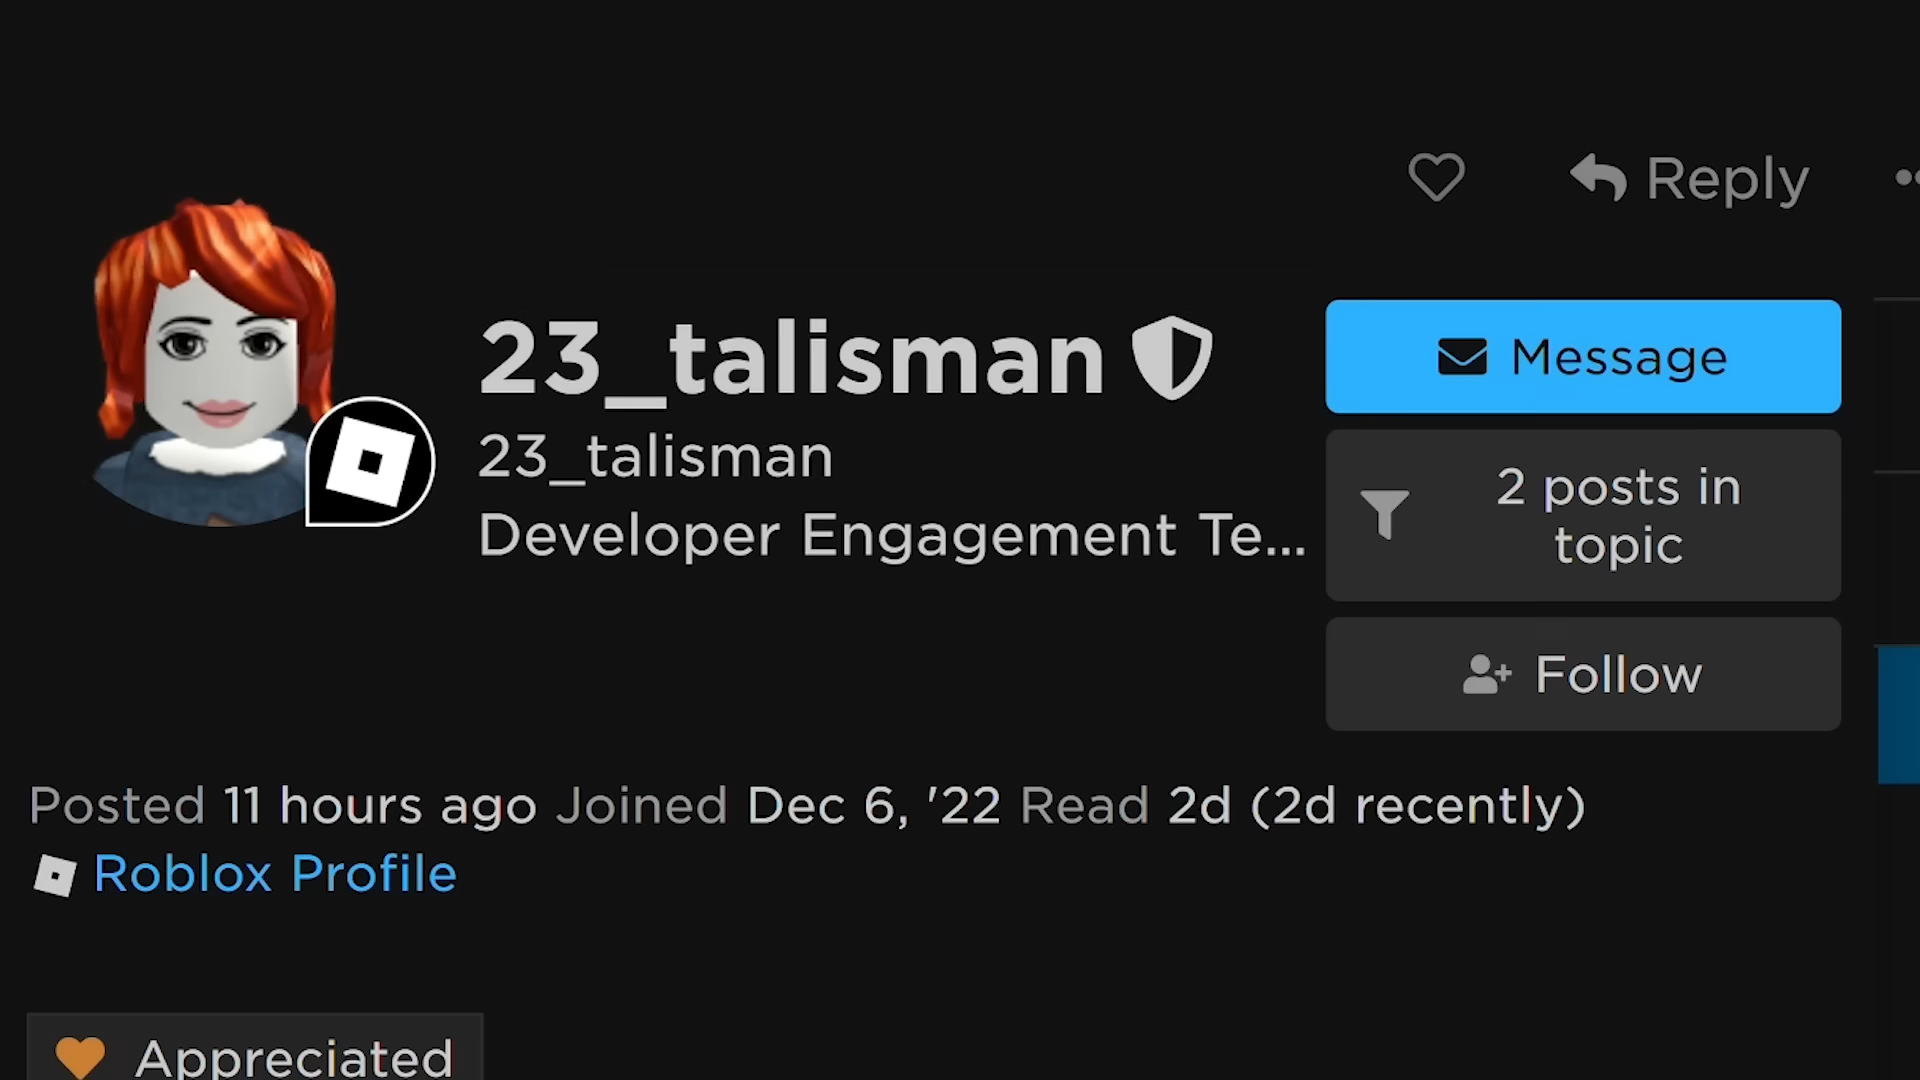 Reply
23_talisman
Message
23_talisman
2 posts in
topic
Developer Engagement Te...
Follow
Posted 11 hours ago Joined Dec 6, '22 Read 2d (2d recently)
Roblox Profile
Appreciated